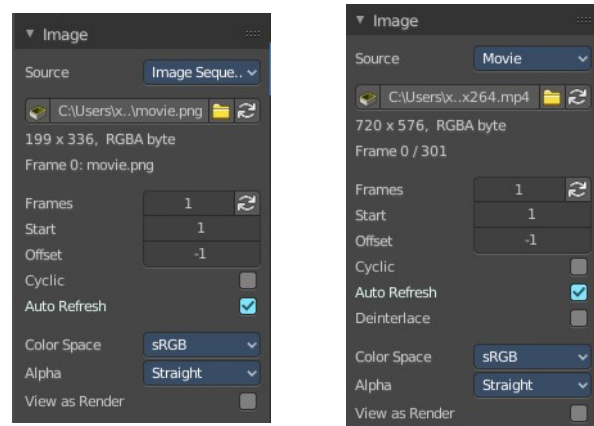 Image
Source Image Seque..
C:\Users\x..\movie.png
199 x 336, RGBA byte
Frame 0: movie.png
Frames 1
Start 1
Offset -1
Cyclic
Auto Refresh
Color Space sRGB
Alpha Straight
View as Render
Image
Source Movie
C:\Users\x..x264.mp4
720 x 576, RGBA byte
Frame 0 / 301
Frames 1
Start 1
Offset -1
Cyclic
Auto Refresh
Deinterlace
Color Space sRGB
Alpha Straight
View as Render